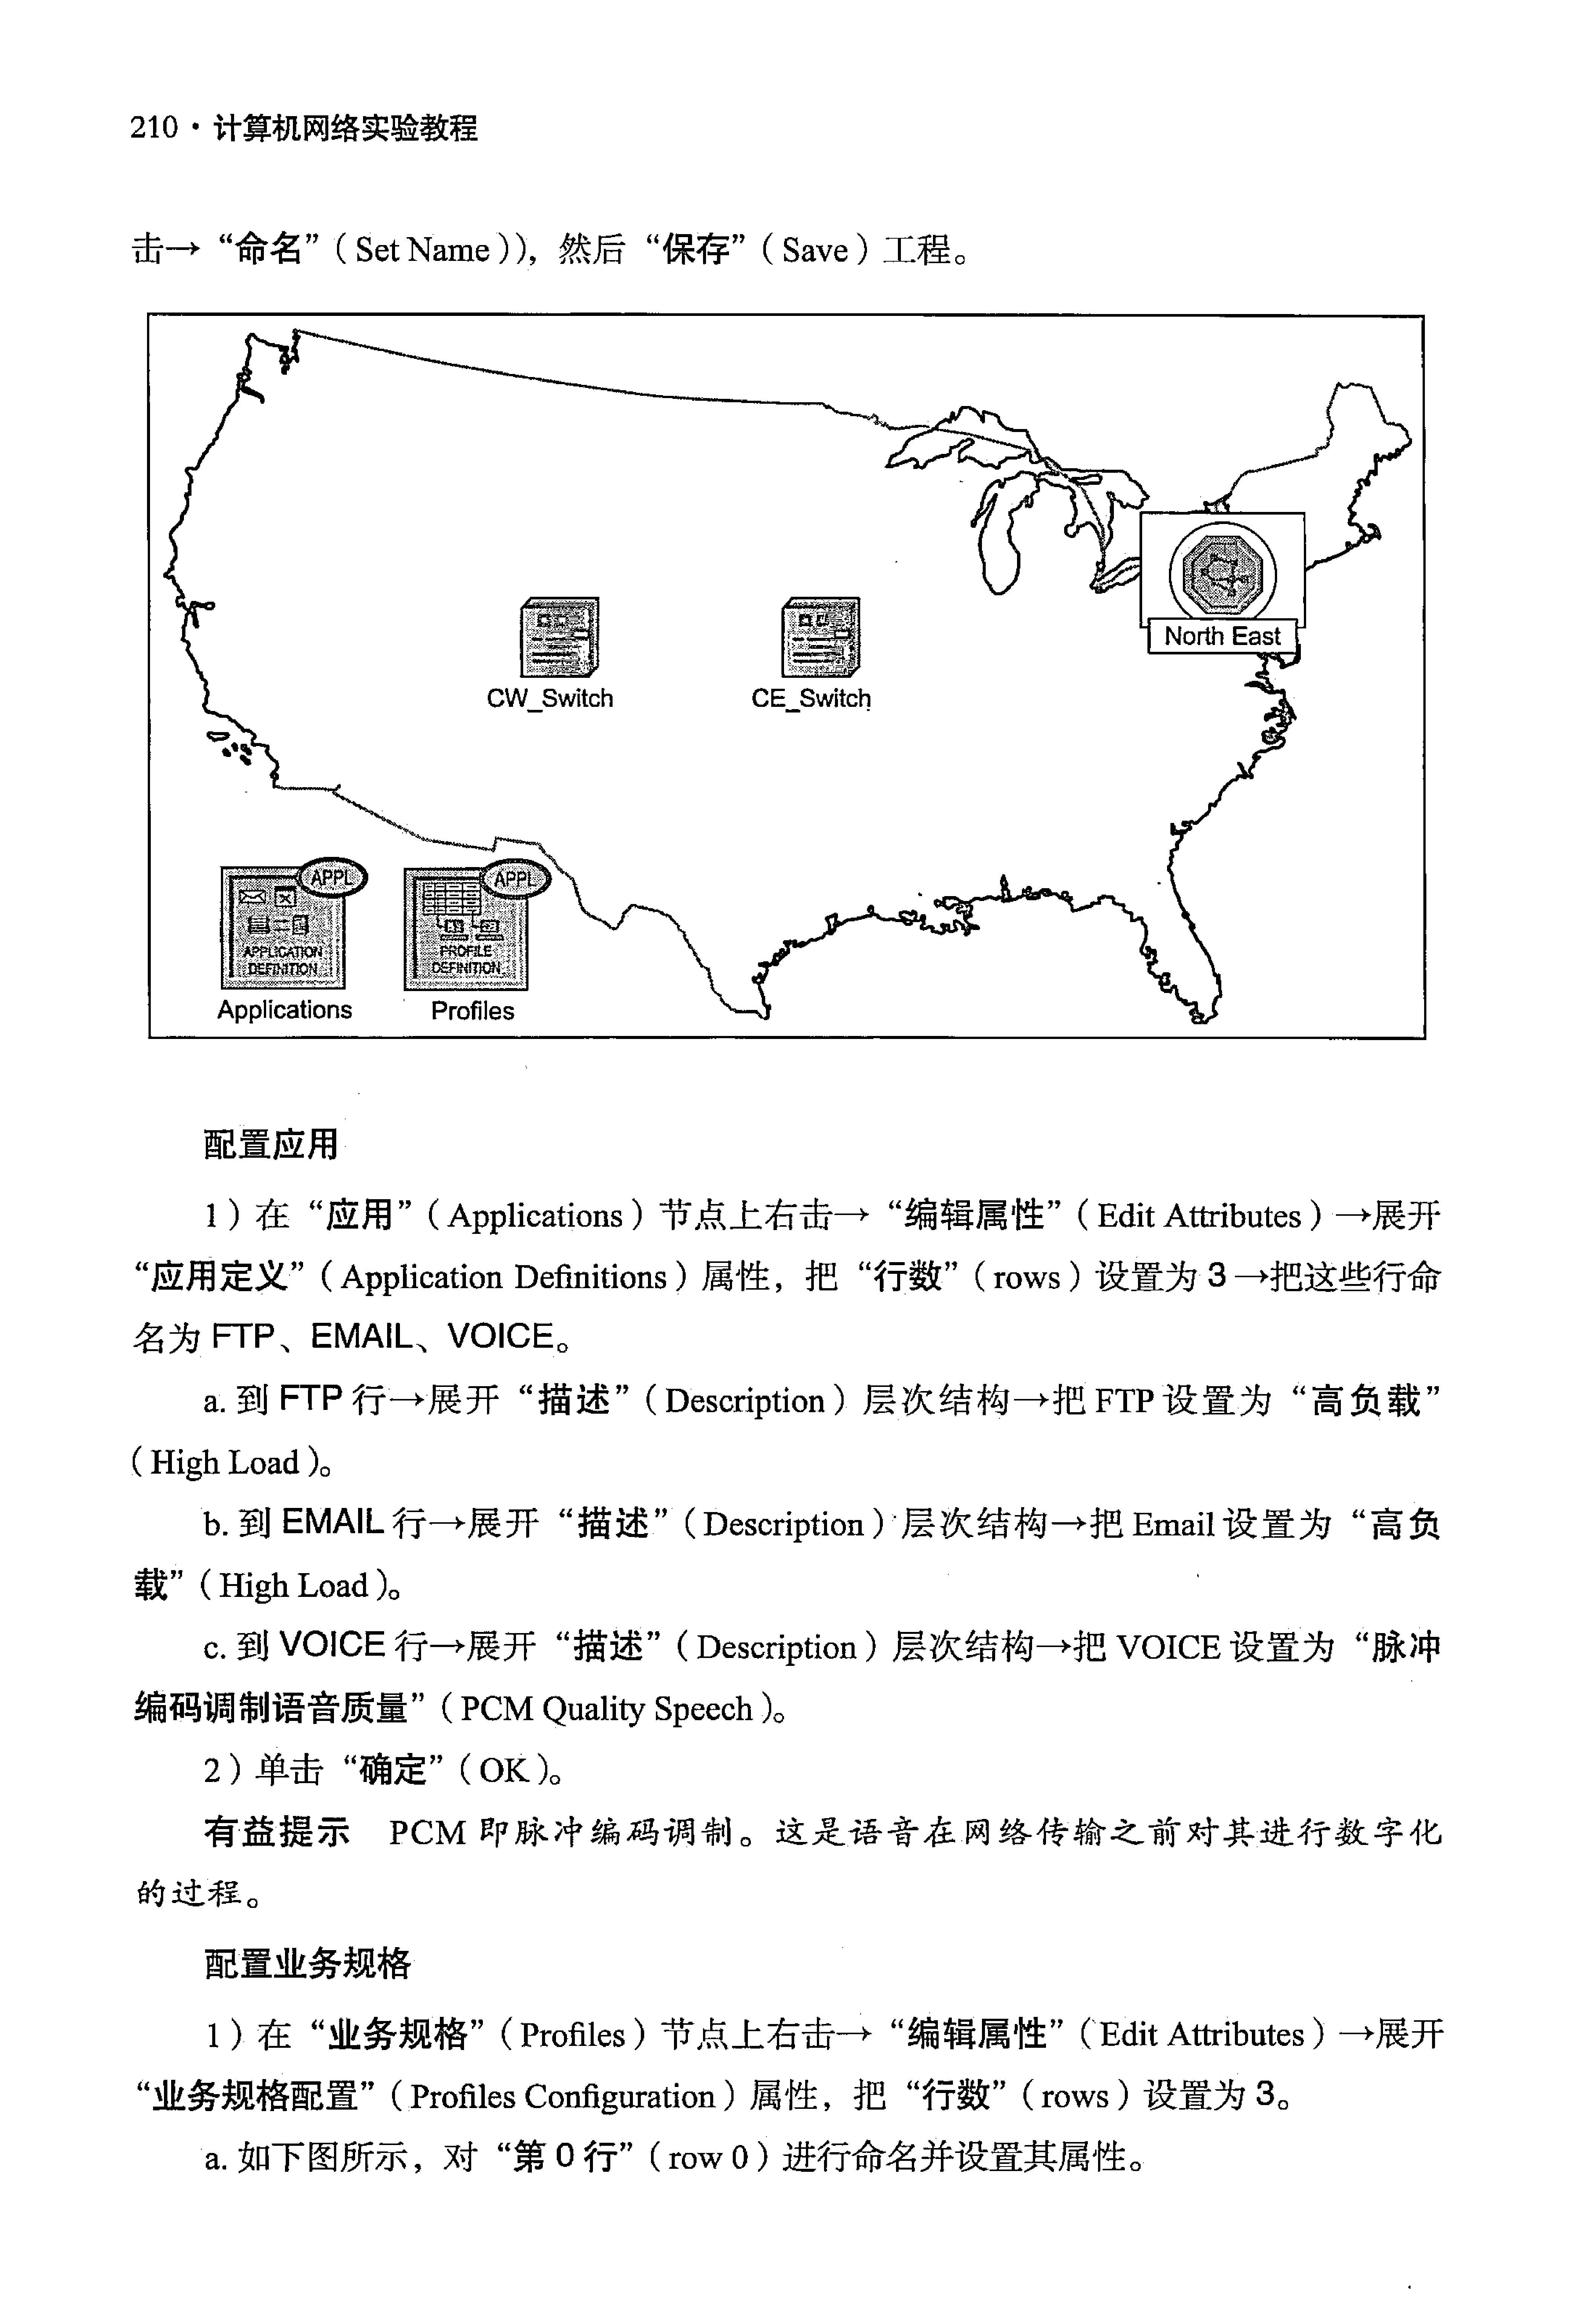 210 · 计算机网络实验教程
击→ “命名” (Set Name)), 然后 “保存” (Save) 工程。
North East
CW_Switch
CE_Switch
APPL
APPL
APPLICATION
DEFINITION
PROFILE
DEFINITION
Applications
Profiles
配置应用
1) 在 “应用” (Applications) 节点上右击→ “编辑属性” (Edit Attributes) →展开
“应用定义” (Application Definitions) 属性, 把 “行数” (rows) 设置为 3 →把这些行命
名为 FTP、EMAIL、VOICE。
a. 到 FTP 行→展开 “描述” (Description) 层次结构→把 FTP 设置为 “高负载”
(High Load)。
b. 到 EMAIL 行→展开 “描述” (Description) 层次结构→把 Email 设置为 “高负
载” (High Load)。
c. 到 VOICE 行→展开 “描述” (Description) 层次结构→把 VOICE 设置为 “脉冲
编码调制语音质量” (PCM Quality Speech)。
2) 单击 “确定” (OK)。
有益提示 PCM 即脉冲编码调制。这是语音在网络传输之前对其进行数字化
的过程。
配置业务规格
1) 在 “业务规格” (Profiles) 节点上右击→ “编辑属性” (Edit Attributes) →展开
“业务规格配置” (Profiles Configuration) 属性, 把 “行数” (rows) 设置为 3。
a. 如下图所示, 对 “第 0 行” (row 0) 进行命名并设置其属性。